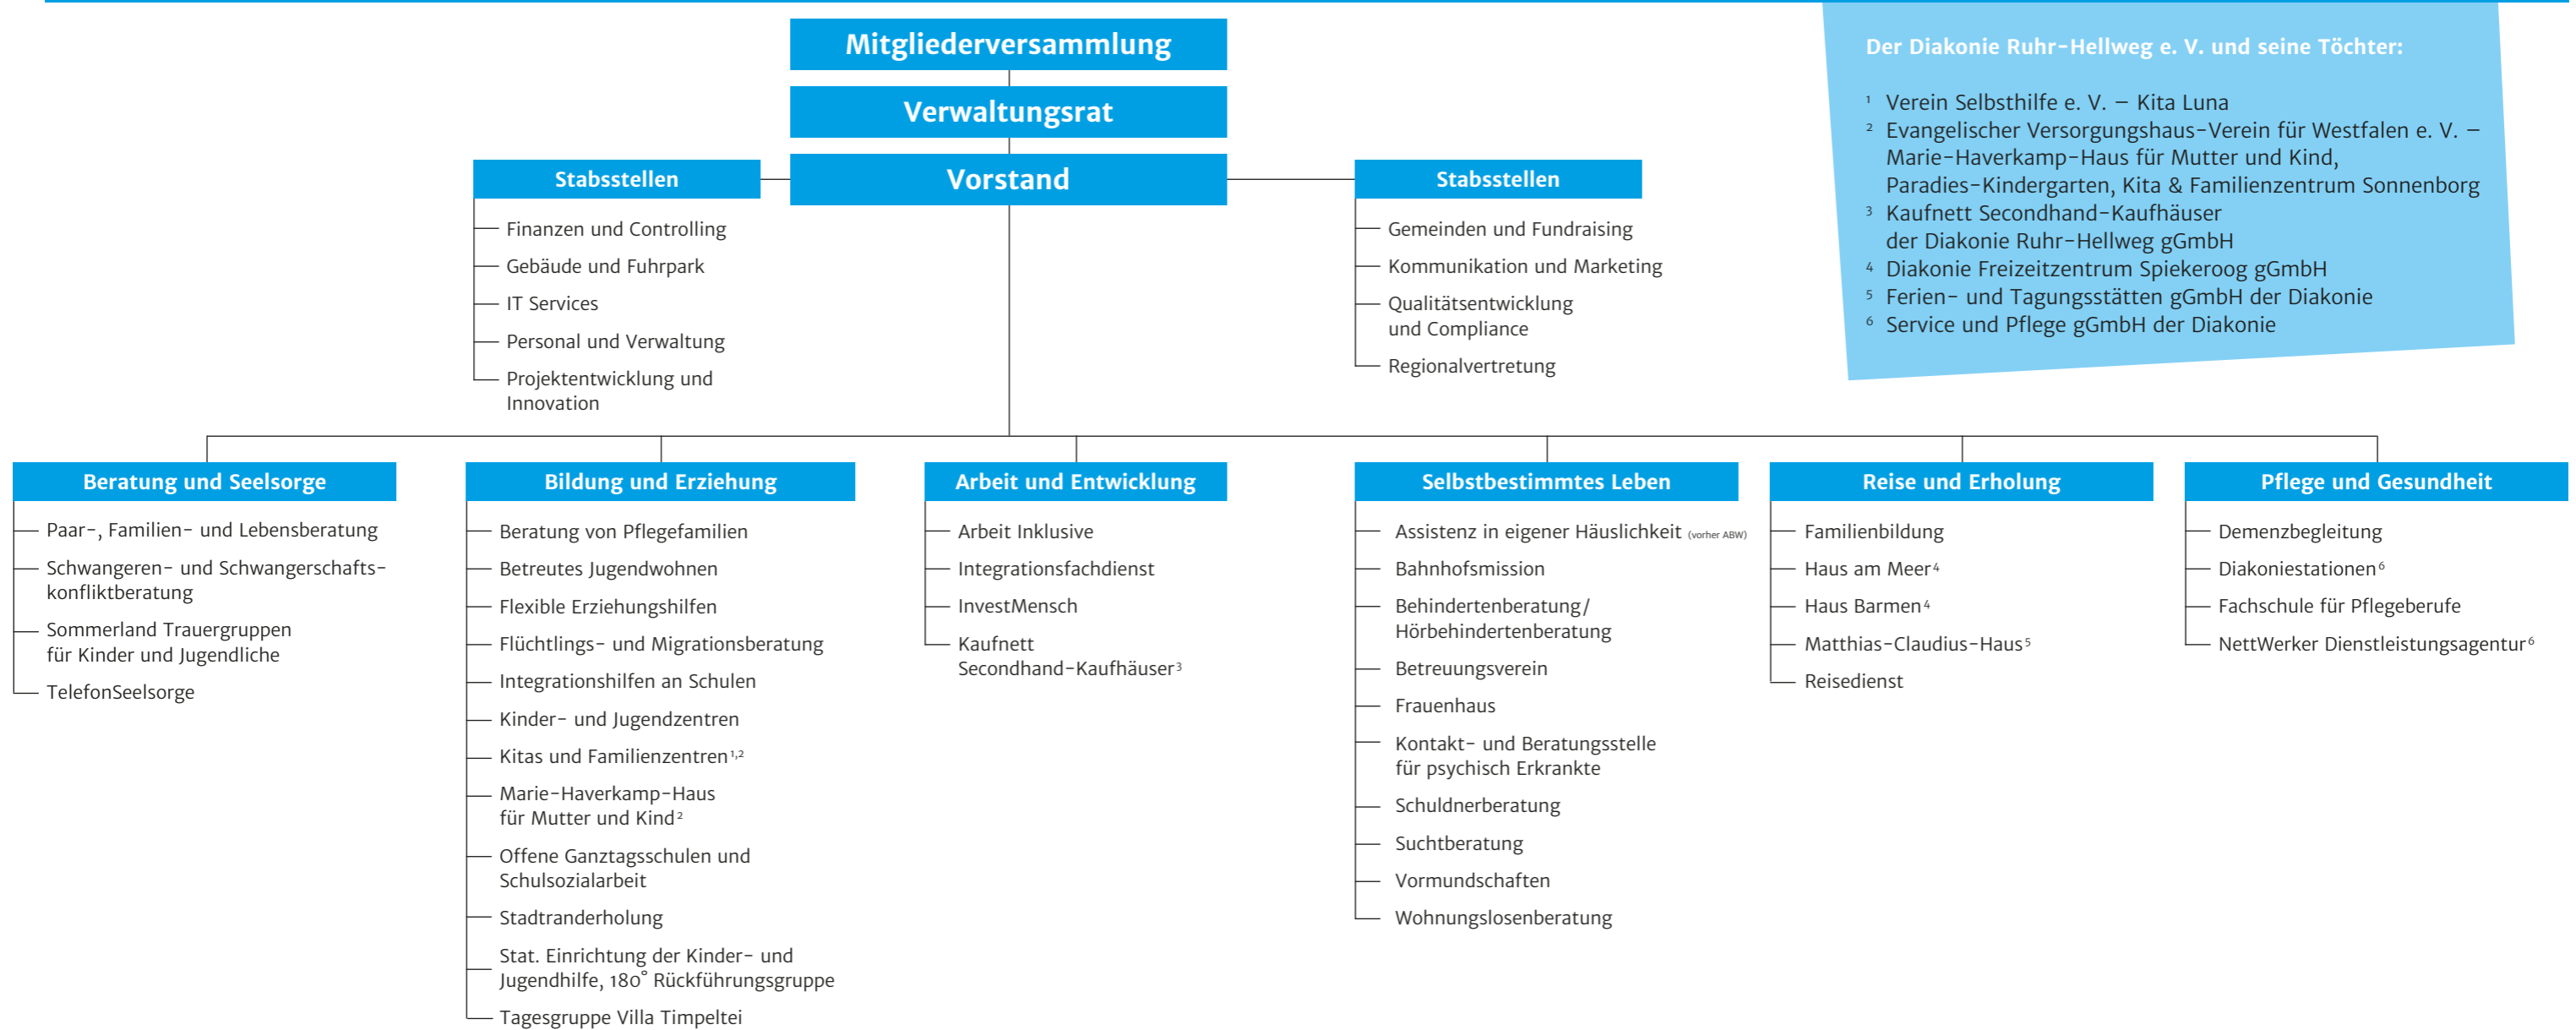 Mitgliederversammlung
Verwaltungsrat
Vorstand
Stabsstellen
Finanzen und Controlling
Gebäude und Fuhrpark
IT Services
Personal und Verwaltung
Projektentwicklung und
Innovation
Stabsstellen
Gemeinden und Fundraising
Kommunikation und Marketing
Qualitätsentwicklung
und Compliance
Regionalvertretung
Der Diakonie Ruhr-Hellweg e. V. und seine Töchter:
¹ Verein Selbsthilfe e. V. – Kita Luna
² Evangelischer Versorgungshaus-Verein für Westfalen e. V. –
Marie-Haverkamp-Haus für Mutter und Kind,
Paradies-Kindergarten, Kita & Familienzentrum Sonnenborg
³ Kaufnett Secondhand-Kaufhäuser
der Diakonie Ruhr-Hellweg gGmbH
⁴ Diakonie Freizeitzentrum Spiekeroog gGmbH
⁵ Ferien- und Tagungsstätten gGmbH der Diakonie
⁶ Service und Pflege gGmbH der Diakonie
Beratung und Seelsorge
Paar-, Familien- und Lebensberatung
Schwangeren- und Schwangerschafts-
konfliktberatung
Sommerland Trauergruppen
für Kinder und Jugendliche
TelefonSeelsorge
Bildung und Erziehung
Beratung von Pflegefamilien
Betreutes Jugendwohnen
Flexible Erziehungshilfen
Flüchtlings- und Migrationsberatung
Integrationshilfen an Schulen
Kinder- und Jugendzentren
Kitas und Familienzentren¹,²
Marie-Haverkamp-Haus
für Mutter und Kind²
Offene Ganztagsschulen und
Schulsozialarbeit
Stadtranderholung
Stat. Einrichtung der Kinder- und
Jugendhilfe, 180° Rückführungsgruppe
Tagesgruppe Villa Timpeltei
Arbeit und Entwicklung
Arbeit Inklusive
Integrationsfachdienst
InvestMensch
Kaufnett
Secondhand-Kaufhäuser³
Selbstbestimmtes Leben
Assistenz in eigener Häuslichkeit (vorher ABW)
Bahnhofsmission
Behindertenberatung/
Hörbehindertenberatung
Betreuungsverein
Frauenhaus
Kontakt- und Beratungsstelle
für psychisch Erkrankte
Schuldnerberatung
Suchtberatung
Vormundschaften
Wohnungslosenberatung
Reise und Erholung
Familienbildung
Haus am Meer⁴
Haus Barmen⁴
Matthias-Claudius-Haus⁵
Reisedienst
Pflege und Gesundheit
Demenzbegleitung
Diakoniestationen⁶
Fachschule für Pflegeberufe
NettWerker Dienstleistungsagentur⁶